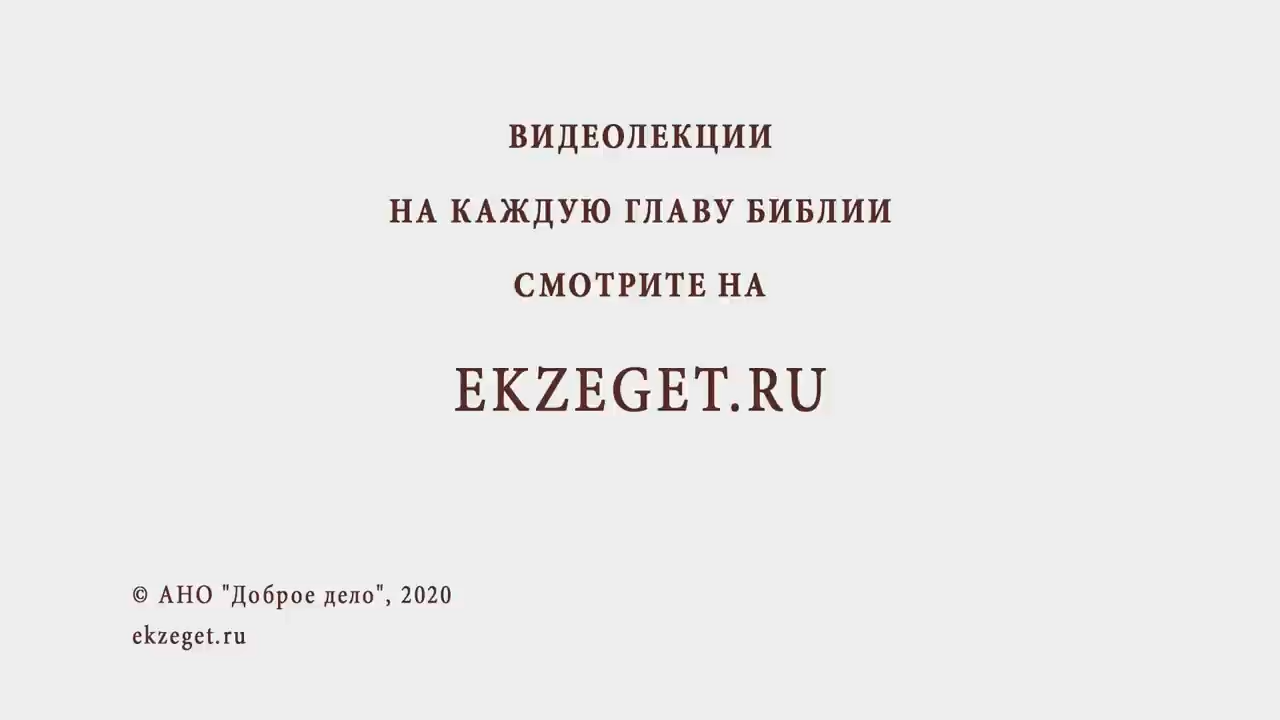 ВИДЕОЛЕКЦИИ
НА КАЖДУЮ ГЛАВУ БИБЛИИ
СМОТРИТЕ НА
EKZEGET.RU
© АНО "Доброе дело", 2020
ekzeget.ru